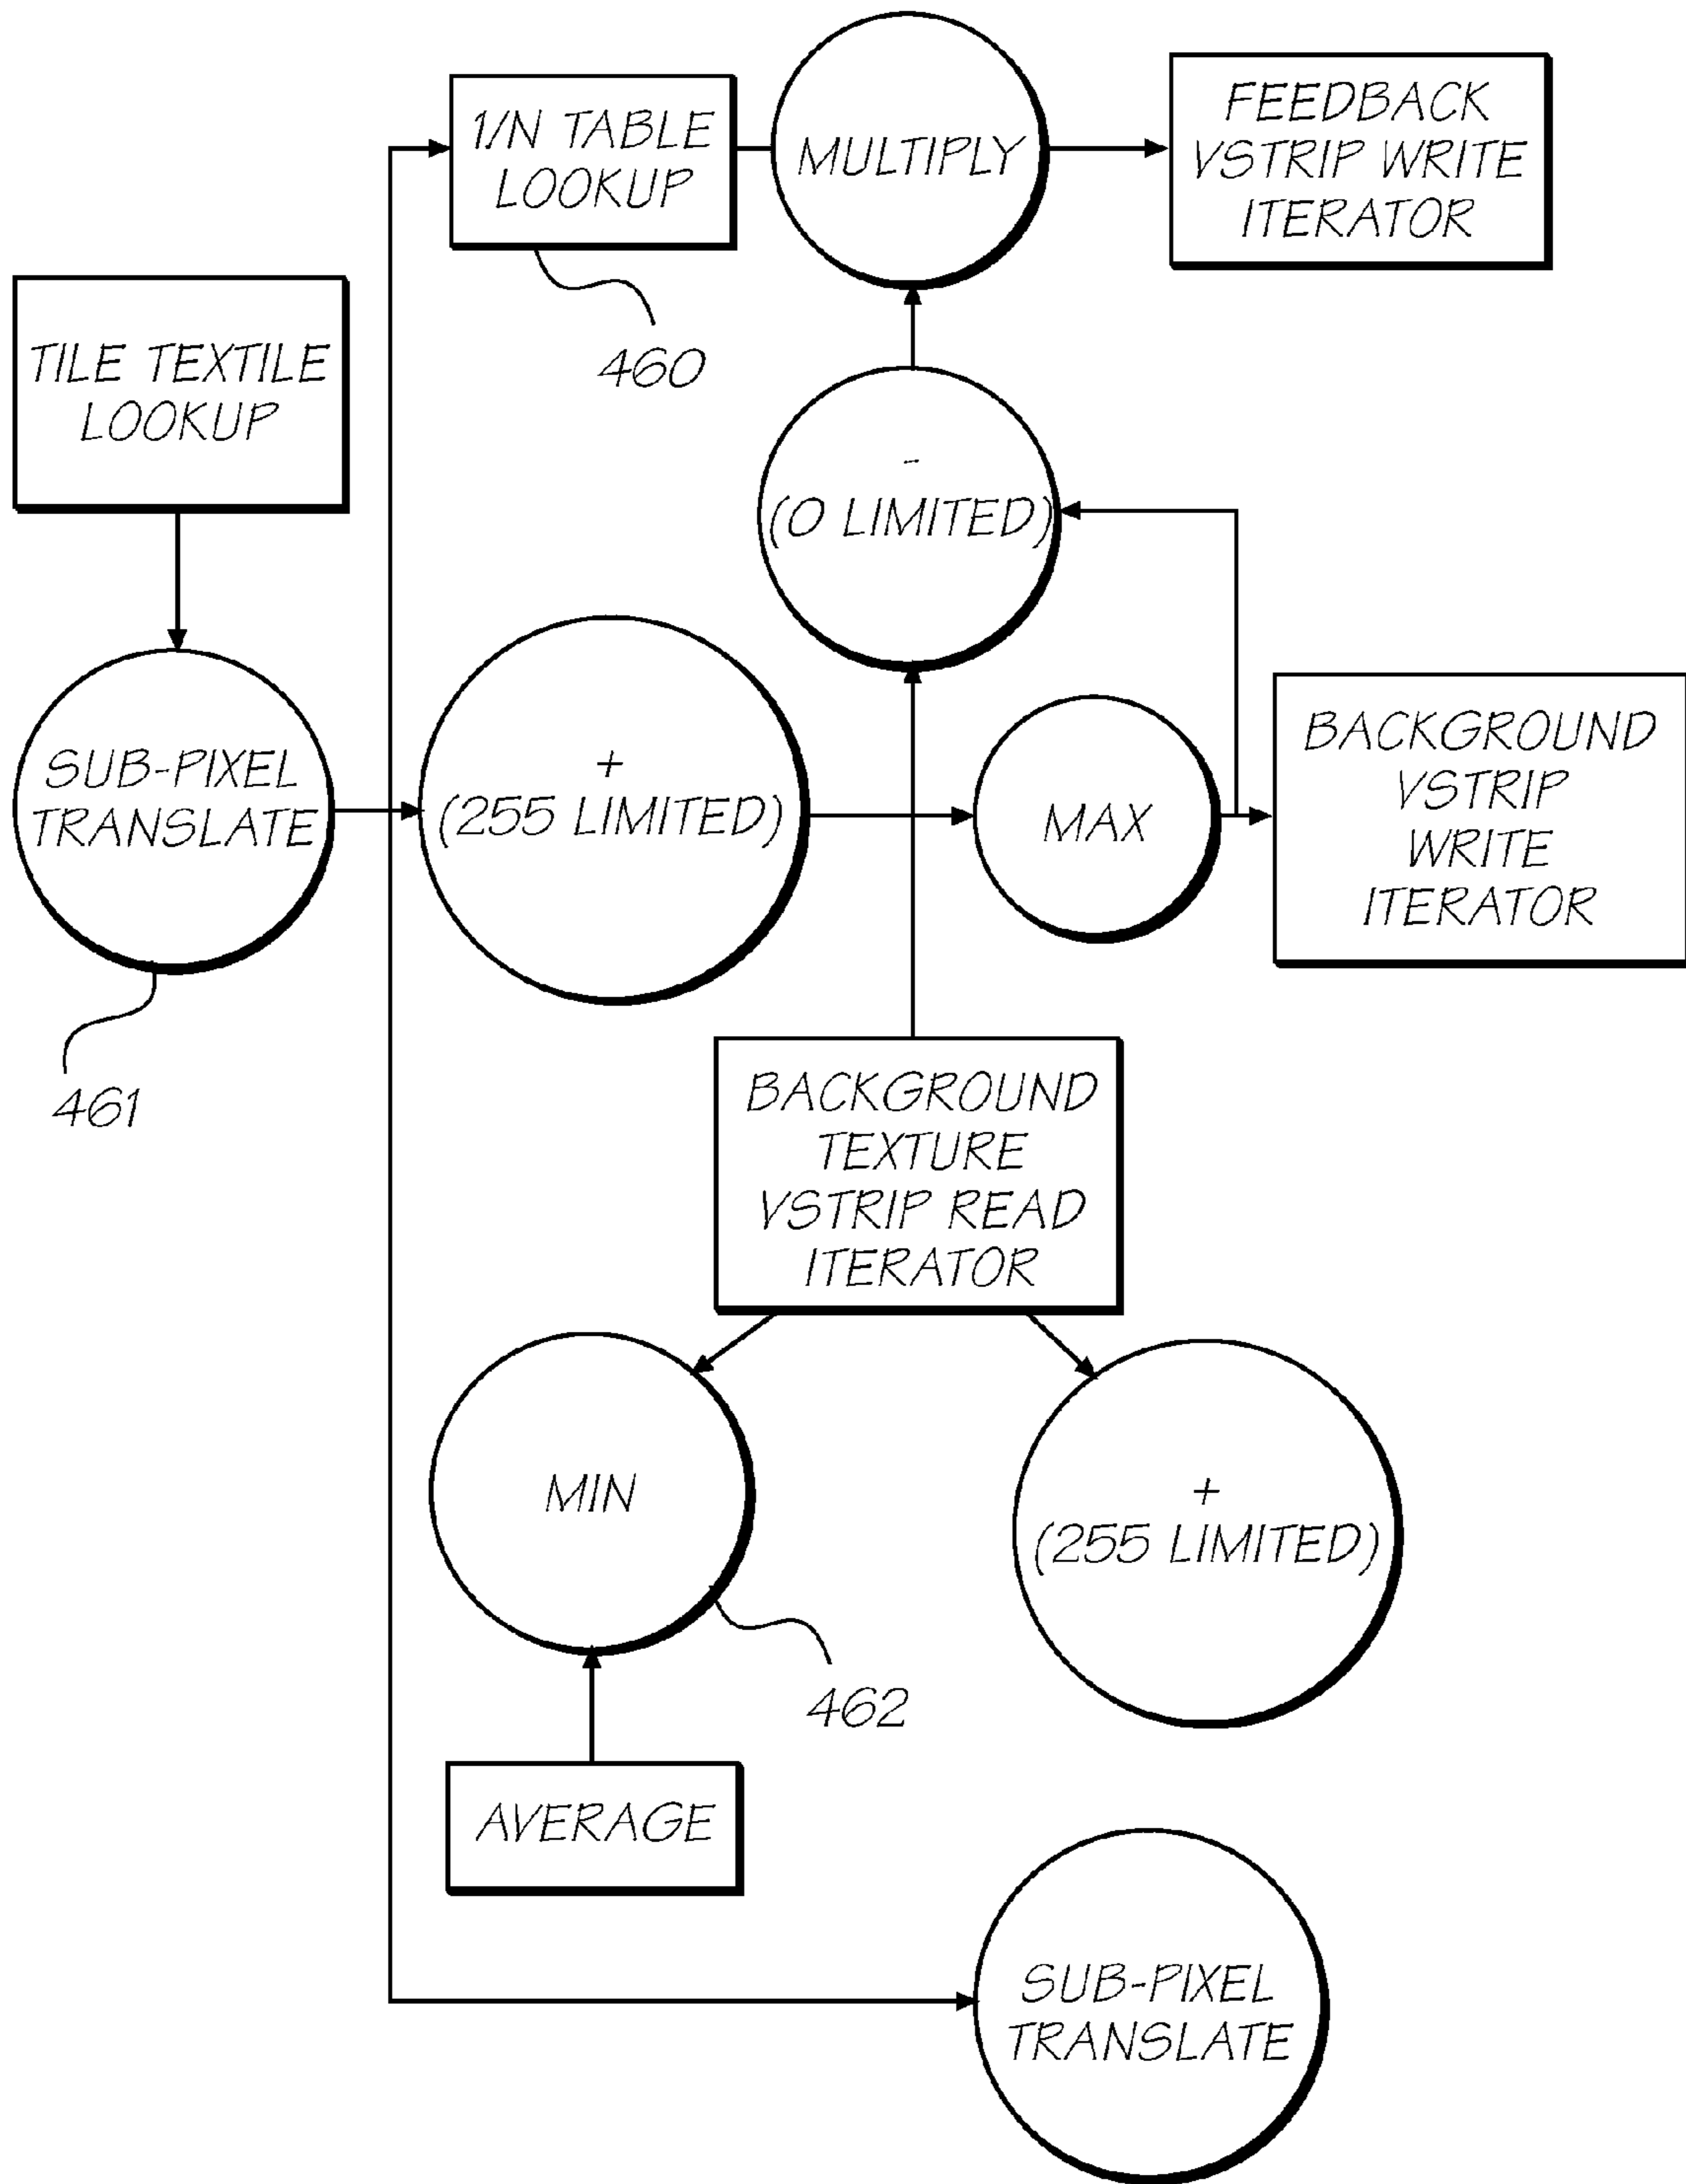 1/N TABLE
LOOKUP
MULTIPLY
FEEDBACK
VSTRIP WRITE
ITERATOR
460
TILE TEXTILE
LOOKUP
-
(0 LIMITED)
SUB-PIXEL
TRANSLATE
461
+
(255 LIMITED)
MAX
BACKGROUND
VSTRIP
WRITE
ITERATOR
BACKGROUND
TEXTURE
VSTRIP READ
ITERATOR
MIN
462
+
(255 LIMITED)
AVERAGE
SUB-PIXEL
TRANSLATE